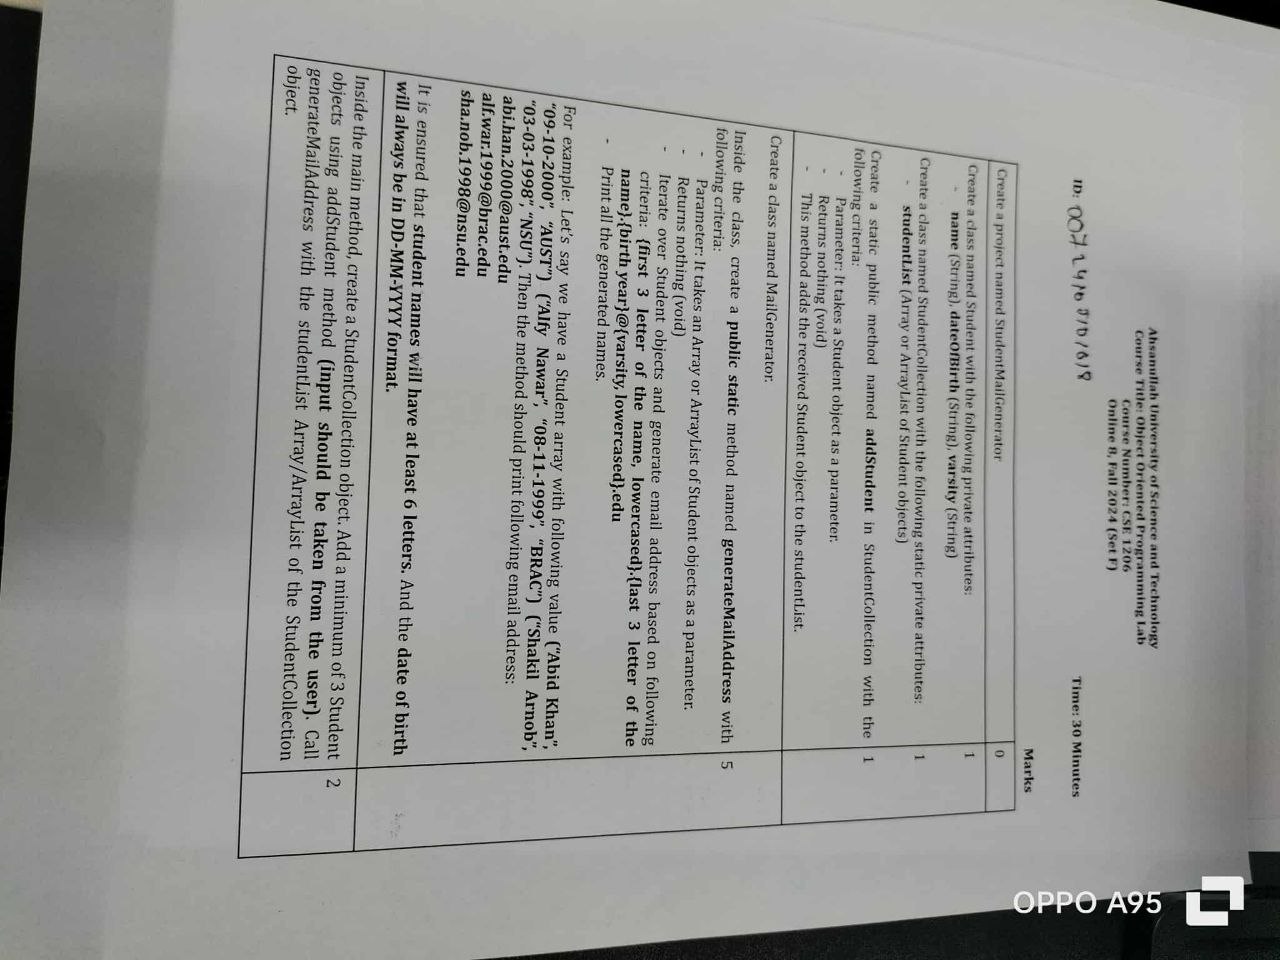 Ahsanullah University of Science and Technology
Course Title: Object Oriented Programming Lab
Course Number: CSE 1206
Online B, Fall 2024 (Set F)
ID: Time: 30 Minutes
Marks
Create a project named StudentMailGenerator 0
Create a class named Student with the following private attributes: 1
- name (String), dateOfBirth (String), varsity (String)
Create a class named StudentCollection with the following static private attributes: 1
- studentList (Array or ArrayList of Student objects)
Create a static public method named addStudent in StudentCollection with the 1
following criteria:
- Parameter: It takes a Student object as a parameter.
- Returns nothing (void)
- This method adds the received Student object to the studentList.
Create a class named MailGenerator.
Inside the class, create a public static method named generateMailAddress with 5
following criteria:
- Parameter: It takes an Array or ArrayList of Student objects as a parameter.
- Returns nothing (void)
- Iterate over Student objects and generate email address based on following
criteria: {first 3 letter of the name, lowercased}.{last 3 letter of the
name}.{birth year}@{varsity, lowercased}.edu
- Print all the generated names.
For example: Let's say we have a Student array with following value ("Abid Khan",
"09-10-2000", "AUST") ("Alfy Nawar", "08-11-1999", "BRAC") ("Shakil Arnob",
"03-03-1998", "NSU"). Then the method should print following email address:
abi.han.2000@aust.edu
alf.war.1999@brac.edu
sha.nob.1998@nsu.edu
It is ensured that student names will have at least 6 letters. And the date of birth
will always be in DD-MM-YYYY format.
Inside the main method, create a StudentCollection object. Add a minimum of 3 Student 2
objects using addStudent method (input should be taken from the user). Call
generateMailAddress with the studentList Array/ArrayList of the StudentCollection
object.
OPPO A95